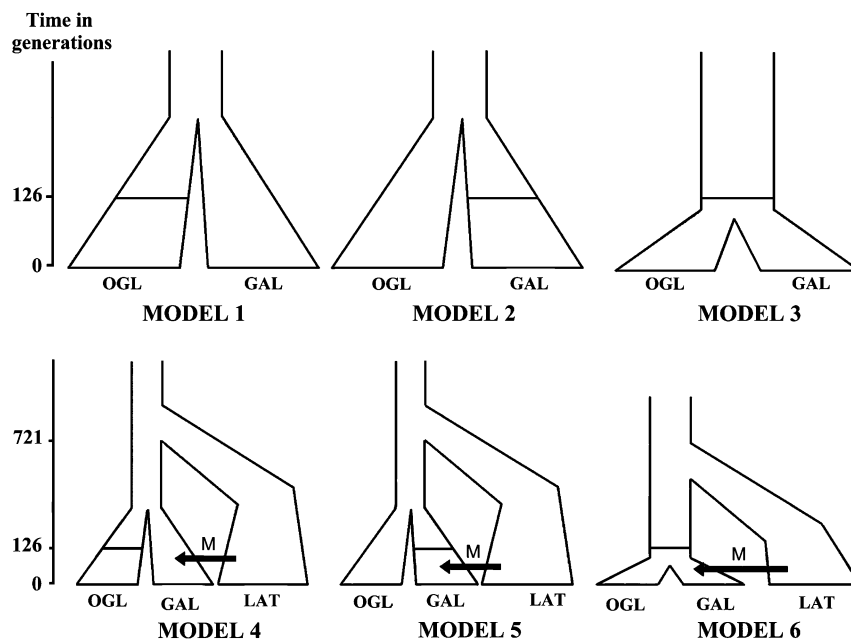 Time in
generations
126
0
OGL GAL OGL GAL OGL GAL
MODEL 1 MODEL 2 MODEL 3
721
126
0
M M M
OGL GAL LAT OGL GAL LAT OGL GAL LAT
MODEL 4 MODEL 5 MODEL 6